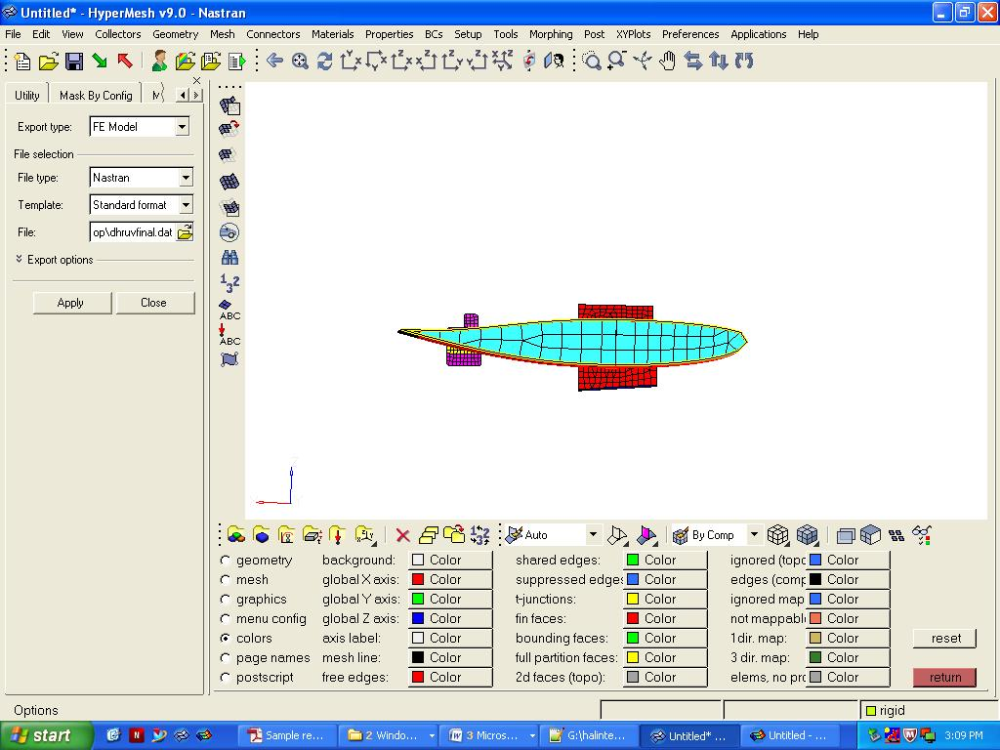 Untitled* - HyperMesh v9.0 - Nastran
File Edit View Collectors Geometry Mesh Connectors Materials Properties BCs Setup Tools Morphing Post XYPlots Preferences Applications Help
Utility Mask By Config
Export type: FE Model
File selection
File type: Nastran
Template: Standard format
File: op\dhruvfinal.dat
Export options
Apply Close
1 2 3
ABC
ABC
Auto By Comp
geometry background: Color shared edges: Color ignored (topo Color
mesh global X axis: Color suppressed edges Color edges (comp Color
graphics global Y axis: Color t-junctions: Color ignored map Color
menu config global Z axis: Color fin faces: Color not mappabl Color
colors axis label: Color bounding faces: Color 1dir. map: Color reset
page names mesh line: Color full partition faces: Color 3 dir. map: Color
postscript free edges: Color 2d faces (topo): Color elems, no pro Color return
Options rigid
start Sample re... 2 Windo... 3 Micros... G:\halinte... Untitled* ... Untitled - ... 3:09 PM